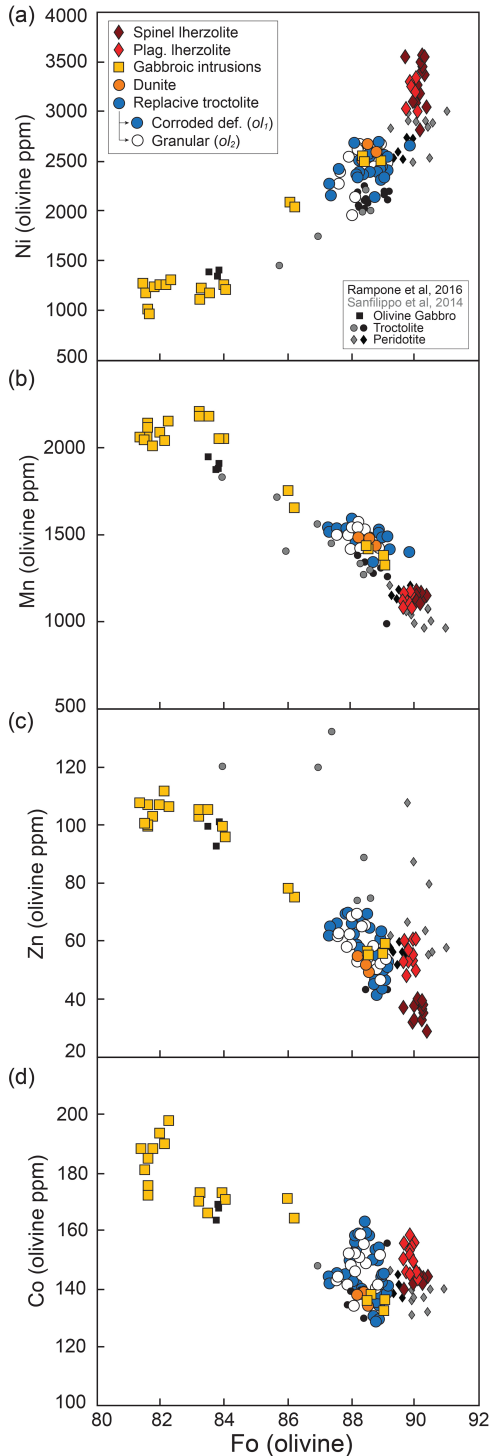 (a)
4000
3500
3000
2500
2000
1500
1000
500
Ni (olivine ppm)
Spinel lherzolite
Plag. lherzolite
Gabbroic intrusions
Dunite
Replacive troctolite
Corroded def. (ol₁)
Granular (ol₂)
Rampone et al, 2016
Sanfilippo et al, 2014
Olivine Gabbro
Troctolite
Peridotite
(b)
2000
1500
1000
500
Mn (olivine ppm)
(c)
120
100
80
60
40
20
Zn (olivine ppm)
(d)
200
180
160
140
120
100
Co (olivine ppm)
80
82
84
86
88
90
92
Fo (olivine)